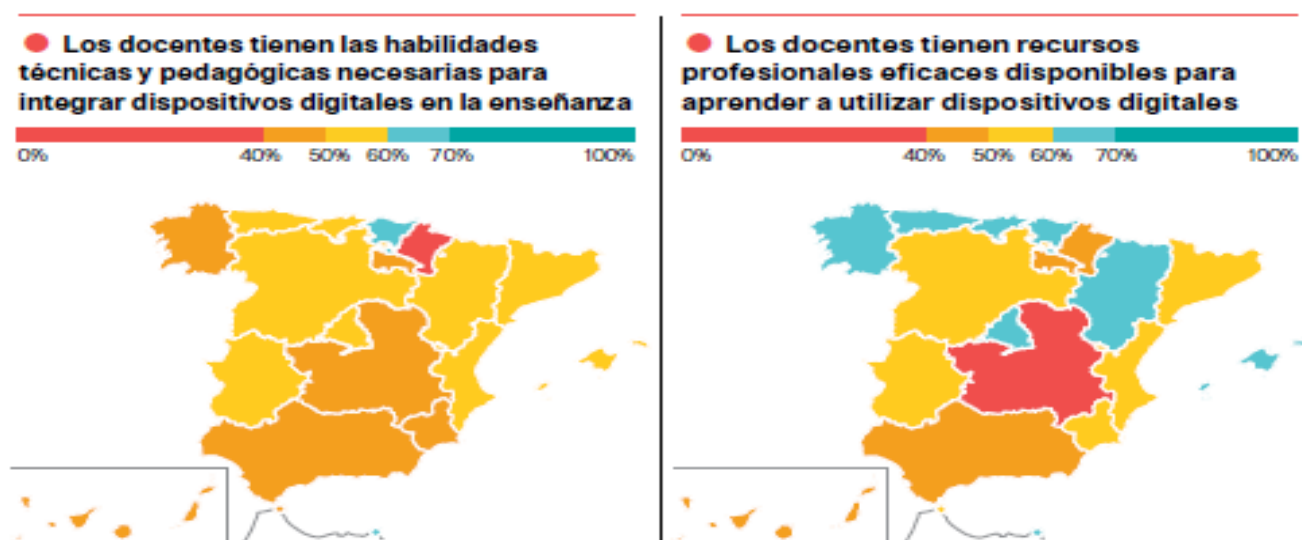 Los docentes tienen las habilidades
técnicas y pedagógicas necesarias para
integrar dispositivos digitales en la enseñanza
0% 40% 50% 60% 70% 100%
Los docentes tienen recursos
profesionales eficaces disponibles para
aprender a utilizar dispositivos digitales
0% 40% 50% 60% 70% 100%